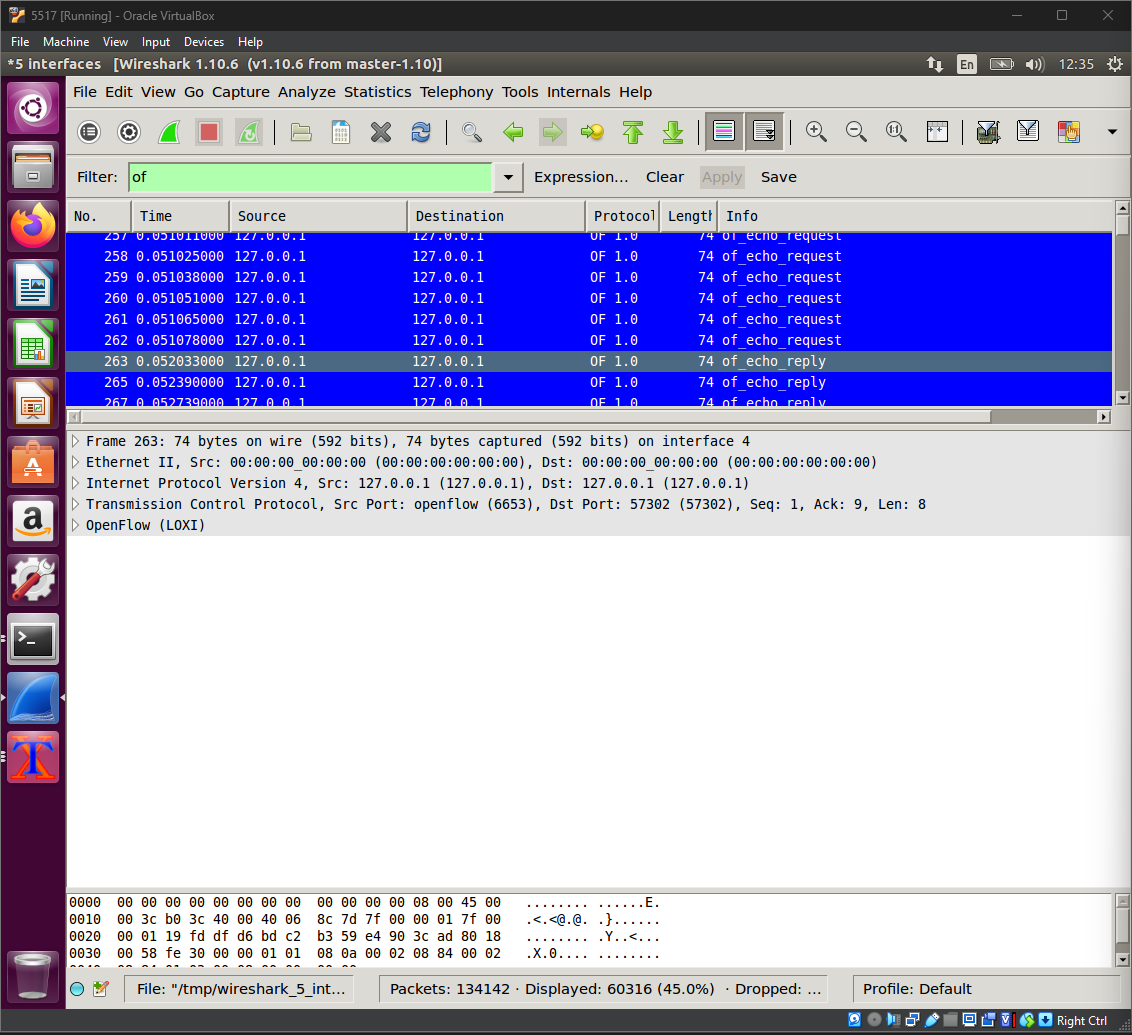 5517 [Running] - Oracle VirtualBox
File Machine View Input Devices Help
*5 interfaces [Wireshark 1.10.6 (v1.10.6 from master-1.10)] En 12:35
File Edit View Go Capture Analyze Statistics Telephony Tools Internals Help
Filter: of Expression... Clear Apply Save
No. Time Source Destination Protocol Length Info
257 0.051011000 127.0.0.1 127.0.0.1 OF 1.0 74 of_echo_request
258 0.051025000 127.0.0.1 127.0.0.1 OF 1.0 74 of_echo_request
259 0.051038000 127.0.0.1 127.0.0.1 OF 1.0 74 of_echo_request
260 0.051051000 127.0.0.1 127.0.0.1 OF 1.0 74 of_echo_request
261 0.051065000 127.0.0.1 127.0.0.1 OF 1.0 74 of_echo_request
262 0.051078000 127.0.0.1 127.0.0.1 OF 1.0 74 of_echo_request
263 0.052033000 127.0.0.1 127.0.0.1 OF 1.0 74 of_echo_reply
265 0.052390000 127.0.0.1 127.0.0.1 OF 1.0 74 of_echo_reply
267 0.052739000 127.0.0.1 127.0.0.1 OF 1.0 74 of_echo_reply
Frame 263: 74 bytes on wire (592 bits), 74 bytes captured (592 bits) on interface 4
Ethernet II, Src: 00:00:00_00:00:00 (00:00:00:00:00:00), Dst: 00:00:00_00:00:00 (00:00:00:00:00:00)
Internet Protocol Version 4, Src: 127.0.0.1 (127.0.0.1), Dst: 127.0.0.1 (127.0.0.1)
Transmission Control Protocol, Src Port: openflow (6653), Dst Port: 57302 (57302), Seq: 1, Ack: 9, Len: 8
OpenFlow (LOXI)
0000 00 00 00 00 00 00 00 00 00 00 00 00 08 00 45 00 ........ ......E.
0010 00 3c b0 3c 40 00 40 06 8c 7d 7f 00 00 01 7f 00 .<.<@.@. .}......
0020 00 01 19 fd df d6 bd c2 b3 59 e4 90 3c ad 80 18 ........ .Y..<...
0030 00 58 fe 30 00 00 01 01 08 0a 00 02 08 84 00 02 .X.0.... ........
File: "/tmp/wireshark_5_int... Packets: 134142 · Displayed: 60316 (45.0%) · Dropped: ... Profile: Default
Right Ctrl